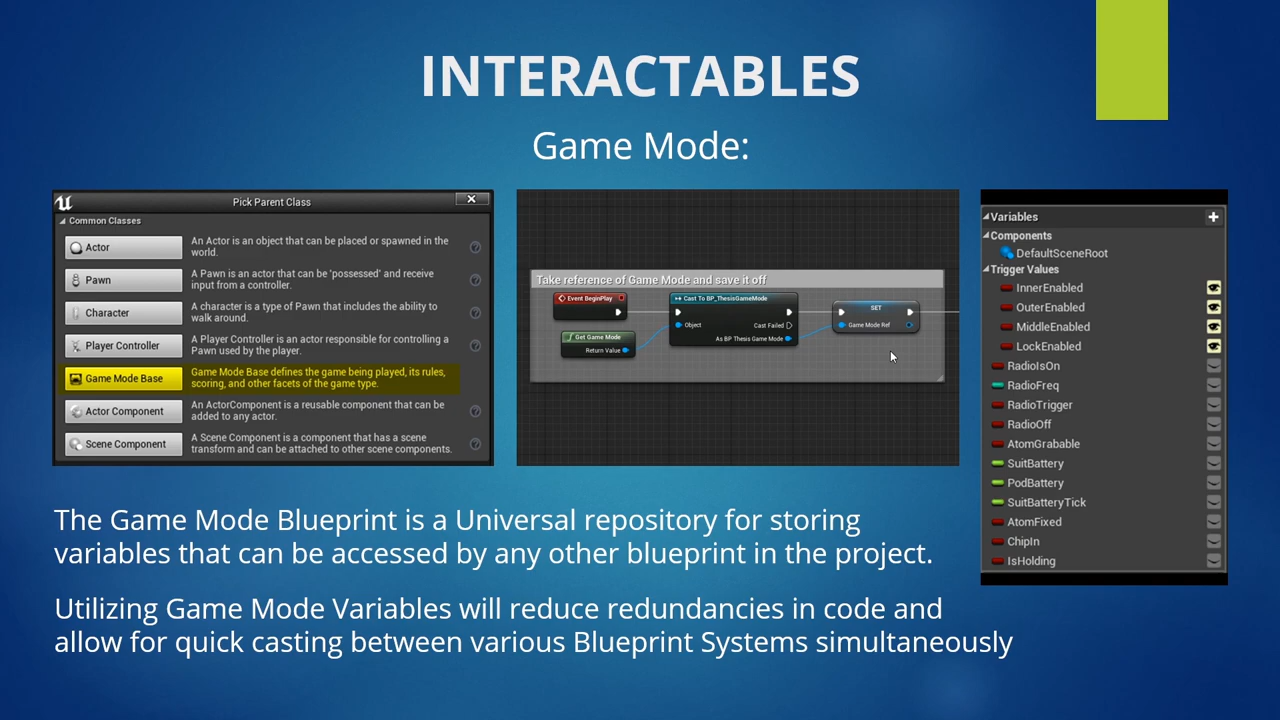 INTERACTABLES
Game Mode:
Pick Parent Class
Common Classes
Actor
An Actor is an object that can be placed or spawned in the
world.
Pawn
A Pawn is an actor that can be 'possessed' and receive
input from a controller.
Character
A character is a type of Pawn that includes the ability to
walk around.
Player Controller
A Player Controller is an actor responsible for controlling a
Pawn used by the player.
Game Mode Base
Game Mode Base defines the game being played, its rules,
scoring, and other facets of the game type.
Actor Component
An ActorComponent is a reusable component that can be
added to any actor.
Scene Component
A Scene Component is a component that has a scene
transform and can be attached to other scene components.
Take reference of Game Mode and save it off
Event BeginPlay
Get Game Mode
Return Value
Cast To BP_ThesisGameMode
Object
Cast Failed
As BP Thesis Game Mode
SET
Game Mode Ref
Variables
Components
DefaultSceneRoot
Trigger Values
InnerEnabled
OuterEnabled
MiddleEnabled
LockEnabled
RadioIsOn
RadioFreq
RadioTrigger
RadioOff
AtomGrabable
SuitBattery
PodBattery
SuitBatteryTick
AtomFixed
ChipIn
IsHolding
The Game Mode Blueprint is a Universal repository for storing
variables that can be accessed by any other blueprint in the project.
Utilizing Game Mode Variables will reduce redundancies in code and
allow for quick casting between various Blueprint Systems simultaneously